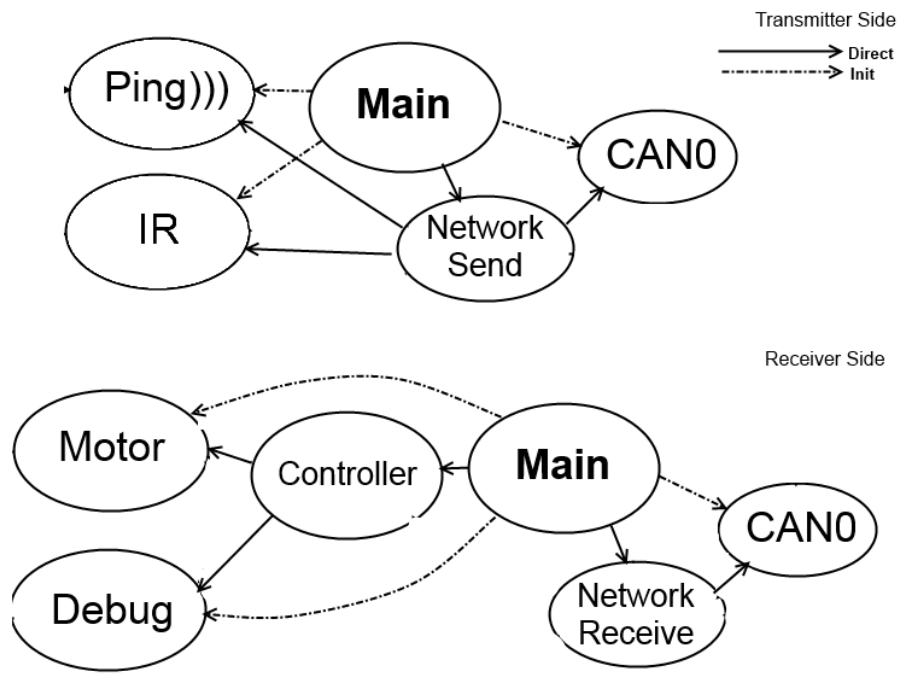 Transmitter Side
Direct
Init
Ping)))
Main
CAN0
IR
Network
Send
Receiver Side
Motor
Controller
Main
CAN0
Debug
Network
Receive